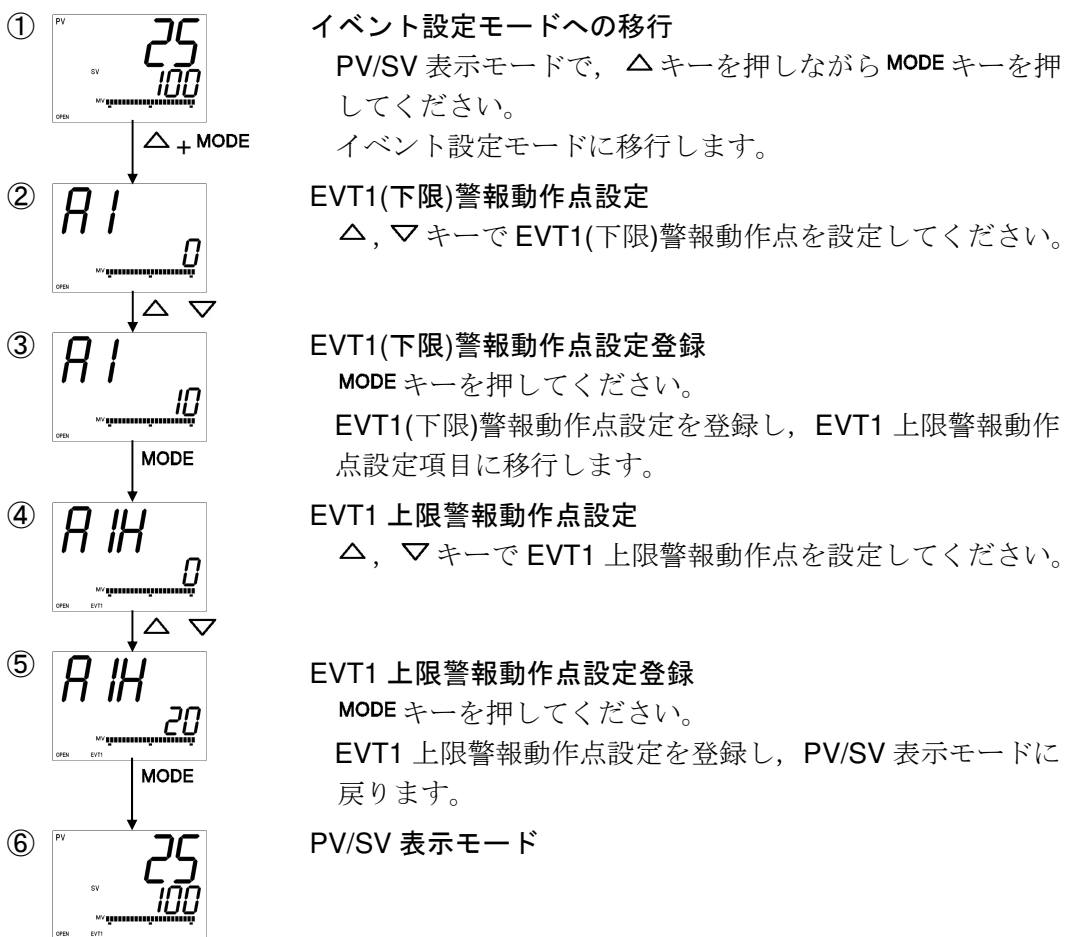 ① イベント設定モードへの移行
PV
25
SV
100
MV
OPEN
PV/SV 表示モードで，△キーを押しながら MODE キーを押
してください。
イベント設定モードに移行します。
△ + MODE
② EVT1(下限)警報動作点設定
A1
0
MV
OPEN
△，▽ キーで EVT1(下限)警報動作点を設定してください。
△ ▽
③ EVT1(下限)警報動作点設定登録
A1
10
MV
OPEN
MODE キーを押してください。
EVT1(下限)警報動作点設定を登録し，EVT1 上限警報動作
点設定項目に移行します。
MODE
④ EVT1 上限警報動作点設定
A1H
0
MV
OPEN EVT1
△，▽ キーで EVT1 上限警報動作点を設定してください。
△ ▽
⑤ EVT1 上限警報動作点設定登録
A1H
20
MV
OPEN EVT1
MODE キーを押してください。
EVT1 上限警報動作点設定を登録し，PV/SV 表示モードに
戻ります。
MODE
⑥ PV/SV 表示モード
PV
25
SV
100
MV
OPEN EVT1